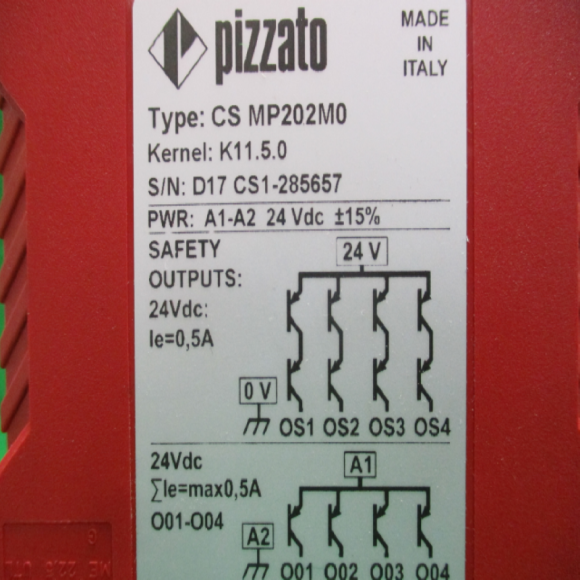 pizzato
MADE
IN
ITALY
Type: CS MP202M0
Kernel: K11.5.0
S/N: D17 CS1-285657
PWR: A1-A2 24 Vdc ±15%
SAFETY
OUTPUTS:
24Vdc:
Ie=0,5A
24 V
0 V
OS1 OS2 OS3 OS4
24Vdc
∑Ie=max0,5A
O01-O04
A1
A2
O01 O02 O03 O04